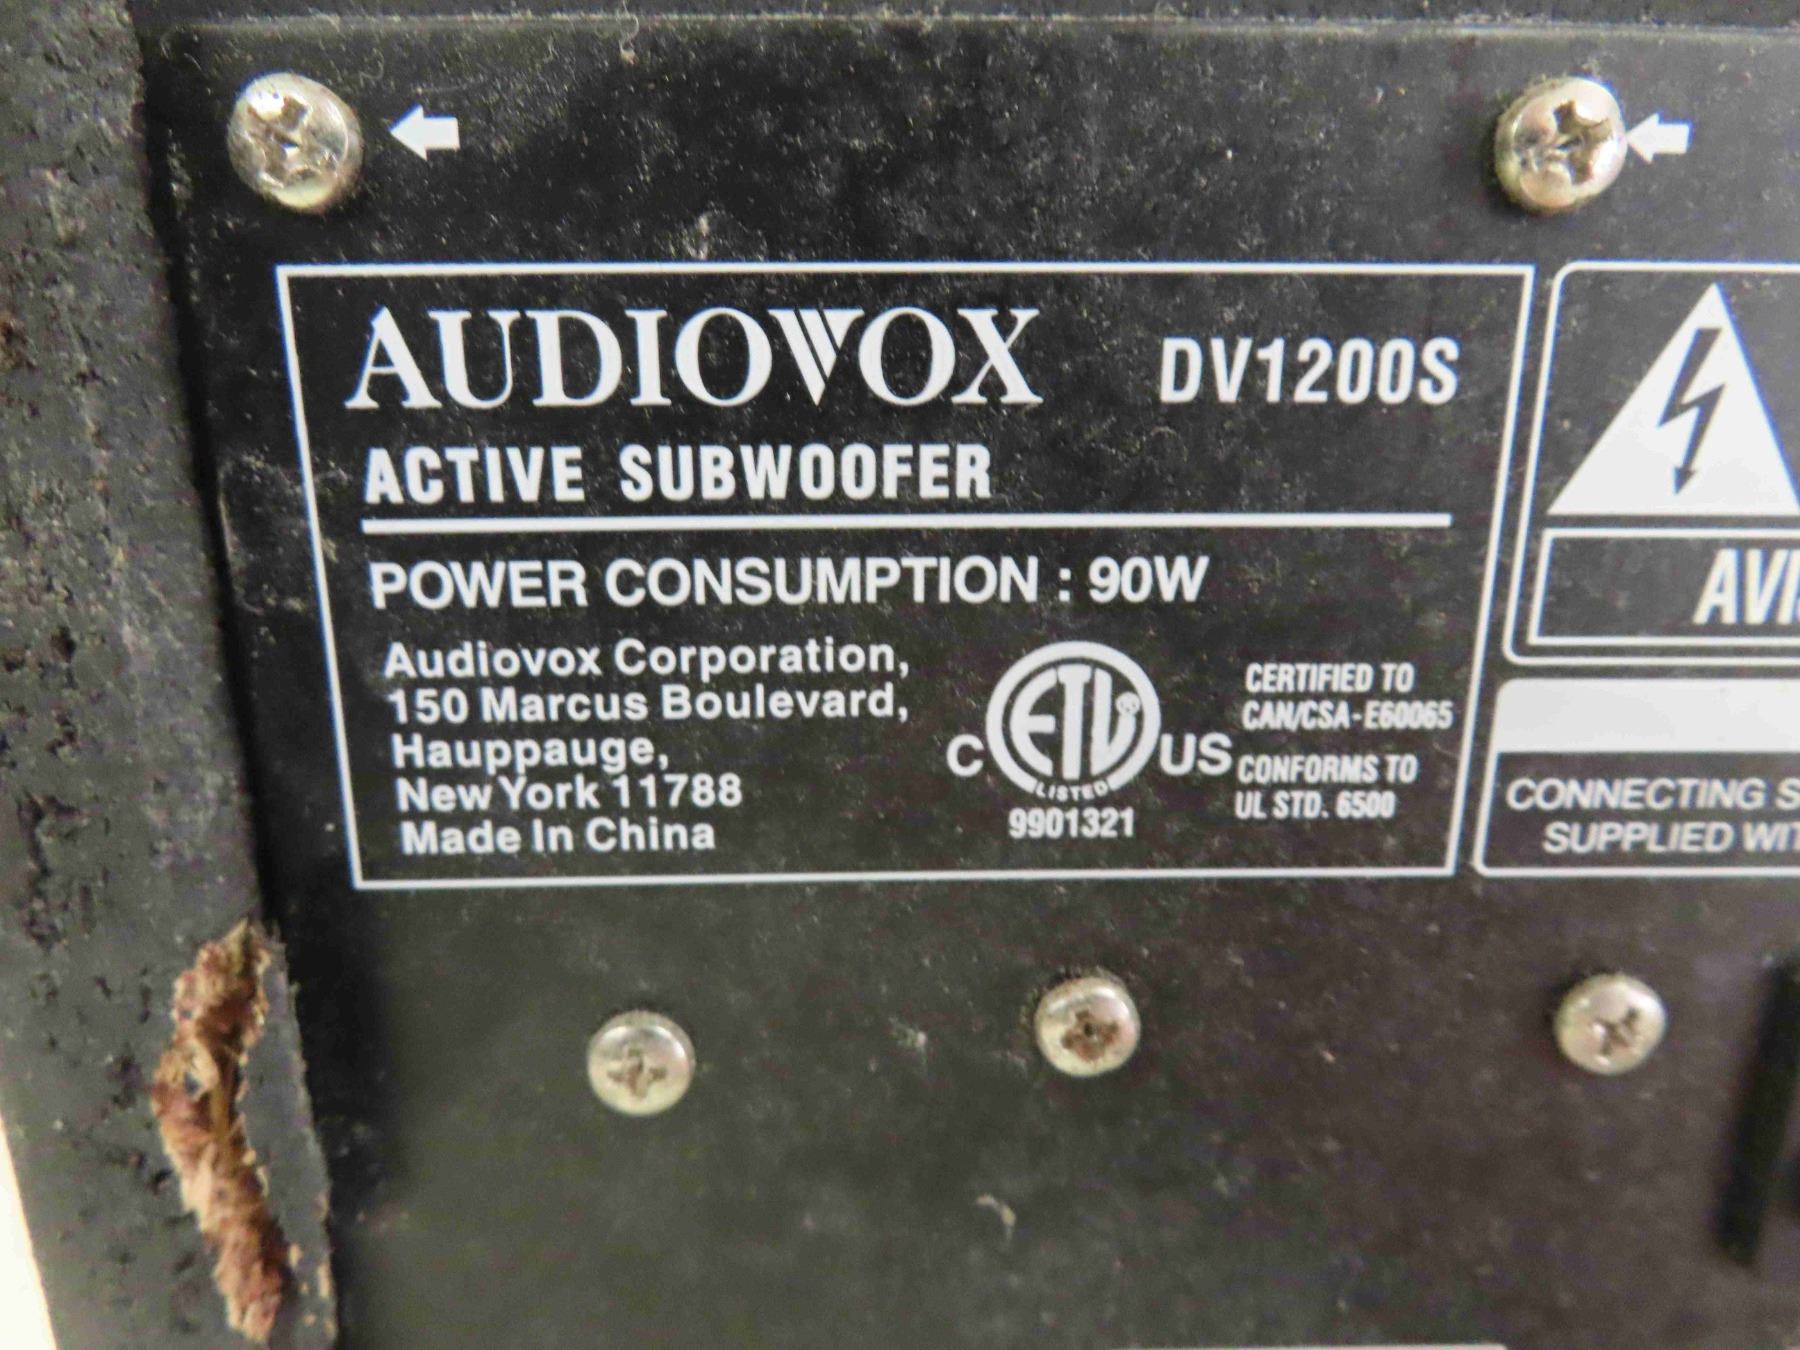 AUDIOVOX DV1200S
ACTIVE SUBWOOFER
POWER CONSUMPTION : 90W
Audiovox Corporation,
150 Marcus Boulevard,
Hauppauge,
New York 11788
Made In China
C ETL® US
LISTED
9901321
CERTIFIED TO
CAN/CSA-E60065
CONFORMS TO
UL STD. 6500
CONNECTING
SUPPLIED